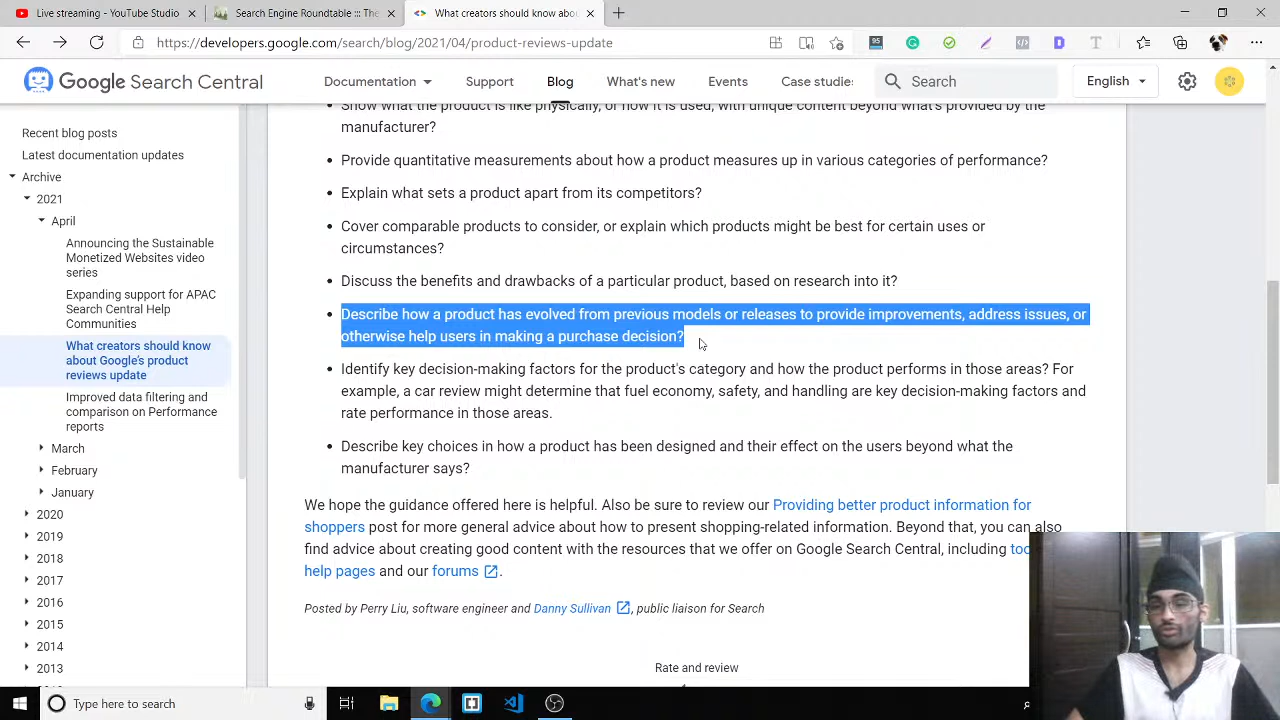 Live streaming - YouTube Studio
Search Engine Roundtable ::: The
What creators should know abou
https://developers.google.com/search/blog/2021/04/product-reviews-update
95
Google Search Central
Documentation
Support
Blog
What's new
Events
Case studie
Search
English
Recent blog posts
Latest documentation updates
Archive
2021
April
Announcing the Sustainable
Monetized Websites video
series
Expanding support for APAC
Search Central Help
Communities
What creators should know
about Google's product
reviews update
Improved data filtering and
comparison on Performance
reports
March
February
January
2020
2019
2018
2017
2016
2015
2014
2013
Show what the product is like physically, or how it is used, with unique content beyond what's provided by the
manufacturer?
Provide quantitative measurements about how a product measures up in various categories of performance?
Explain what sets a product apart from its competitors?
Cover comparable products to consider, or explain which products might be best for certain uses or
circumstances?
Discuss the benefits and drawbacks of a particular product, based on research into it?
Describe how a product has evolved from previous models or releases to provide improvements, address issues, or
otherwise help users in making a purchase decision?
Identify key decision-making factors for the product's category and how the product performs in those areas? For
example, a car review might determine that fuel economy, safety, and handling are key decision-making factors and
rate performance in those areas.
Describe key choices in how a product has been designed and their effect on the users beyond what the
manufacturer says?
We hope the guidance offered here is helpful. Also be sure to review our Providing better product information for
shoppers post for more general advice about how to present shopping-related information. Beyond that, you can also
find advice about creating good content with the resources that we offer on Google Search Central, including
help pages and our forums.
Posted by Perry Liu, software engineer and Danny Sullivan, public liaison for Search
Rate and review
Type here to search